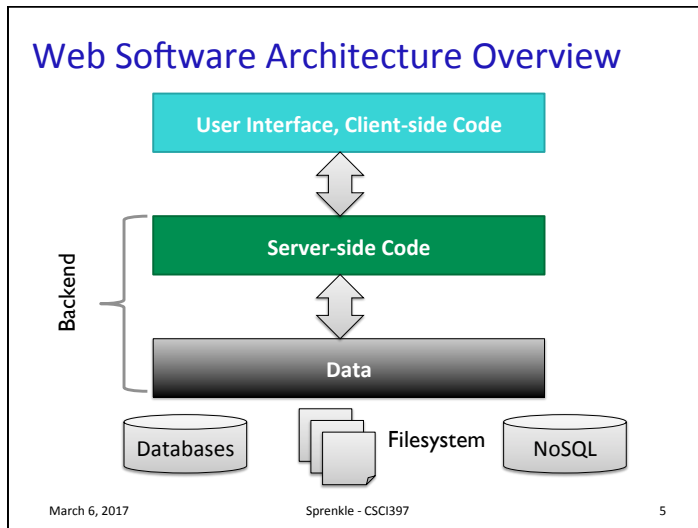 Web Software Architecture Overview
User Interface, Client-side Code
Server-side Code
Backend
Data
Databases
Filesystem
NoSQL
March 6, 2017
Sprenkle - CSCI397
5